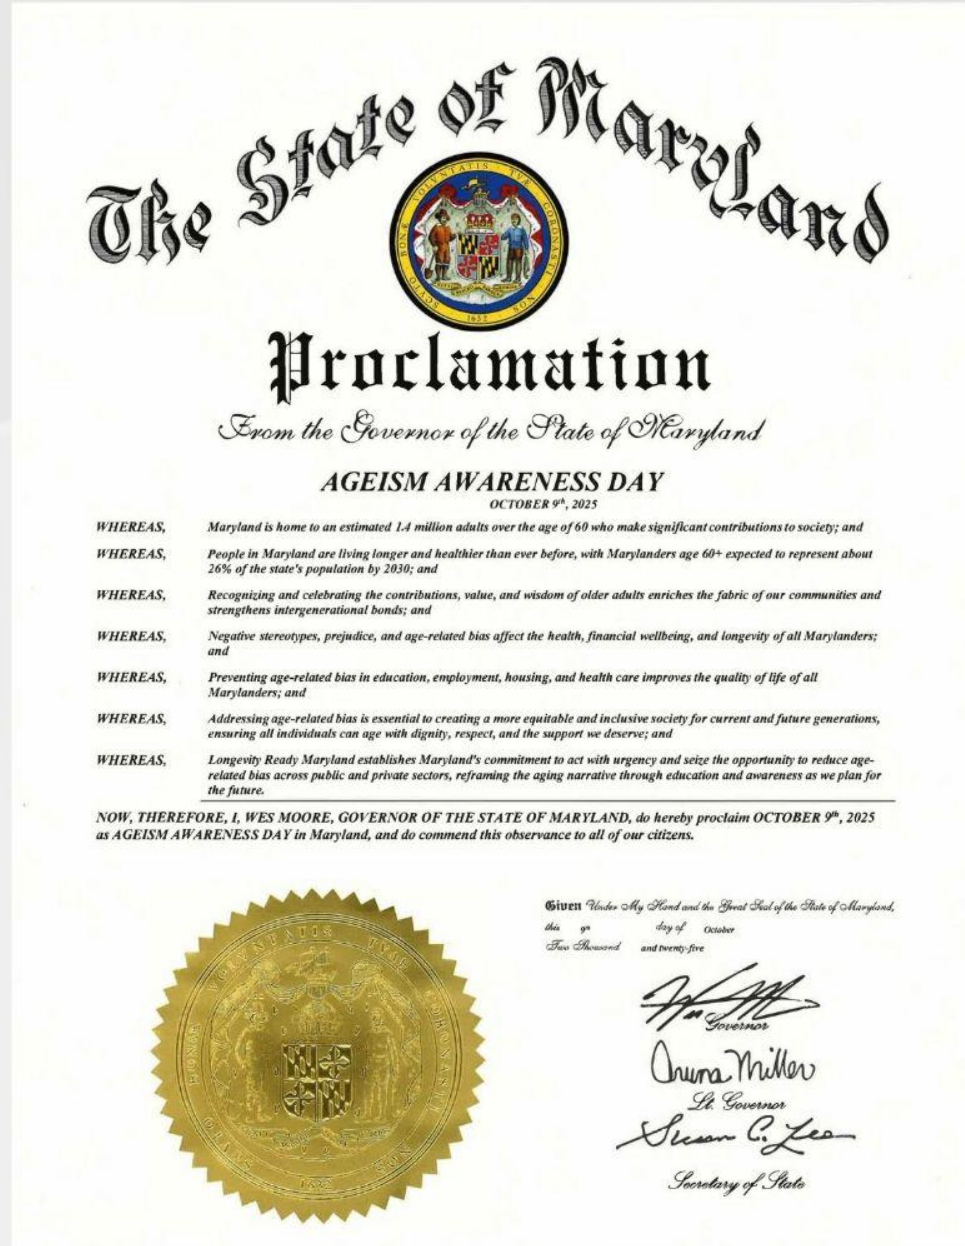 The State of Maryland
SCVTO BONÆ VOLVNTATIS TVÆ CORONASTI NOS
1632
Proclamation
From the Governor of the State of Maryland
AGEISM AWARENESS DAY
OCTOBER 9th, 2025
WHEREAS, Maryland is home to an estimated 1.4 million adults over the age of 60 who make significant contributions to society; and
WHEREAS, People in Maryland are living longer and healthier than ever before, with Marylanders age 60+ expected to represent about
26% of the state's population by 2030; and
WHEREAS, Recognizing and celebrating the contributions, value, and wisdom of older adults enriches the fabric of our communities and
strengthens intergenerational bonds; and
WHEREAS, Negative stereotypes, prejudice, and age-related bias affect the health, financial wellbeing, and longevity of all Marylanders;
and
WHEREAS, Preventing age-related bias in education, employment, housing, and health care improves the quality of life of all
Marylanders; and
WHEREAS, Addressing age-related bias is essential to creating a more equitable and inclusive society for current and future generations,
ensuring all individuals can age with dignity, respect, and the support we deserve; and
WHEREAS, Longevity Ready Maryland establishes Maryland's commitment to act with urgency and seize the opportunity to reduce age-
related bias across public and private sectors, reframing the aging narrative through education and awareness as we plan for
the future.
NOW, THEREFORE, I, WES MOORE, GOVERNOR OF THE STATE OF MARYLAND, do hereby proclaim OCTOBER 9th, 2025
as AGEISM AWARENESS DAY in Maryland, and do commend this observance to all of our citizens.
Given Under My Hand and the Great Seal of the State of Maryland,
this 9th day of October
Two Thousand and twenty-five
Governor
Aruna Miller
Lt. Governor
Susan C. Lee
Secretary of State
VOLVNTATIS
1632